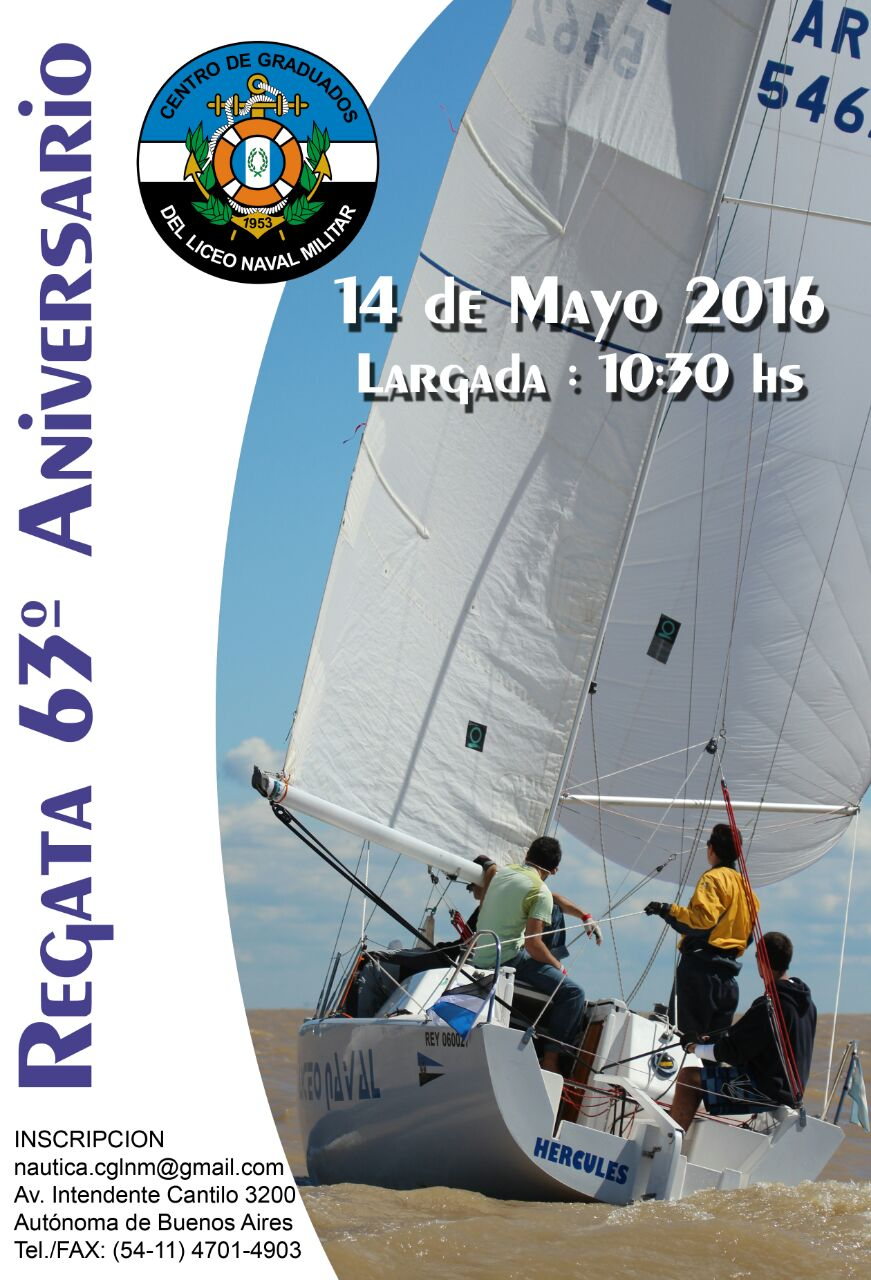 CENTRO DE GRADUADOS
DEL LICEO NAVAL MILITAR
1953
Regata 63º Aniversario
14 de Mayo 2016
Largada : 10:30 hs
5462
AR
546
REY 060027
NAVAL
HERCULES
INSCRIPCION
nautica.cglnm@gmail.com
Av. Intendente Cantilo 3200
Autónoma de Buenos Aires
Tel./FAX: (54-11) 4701-4903